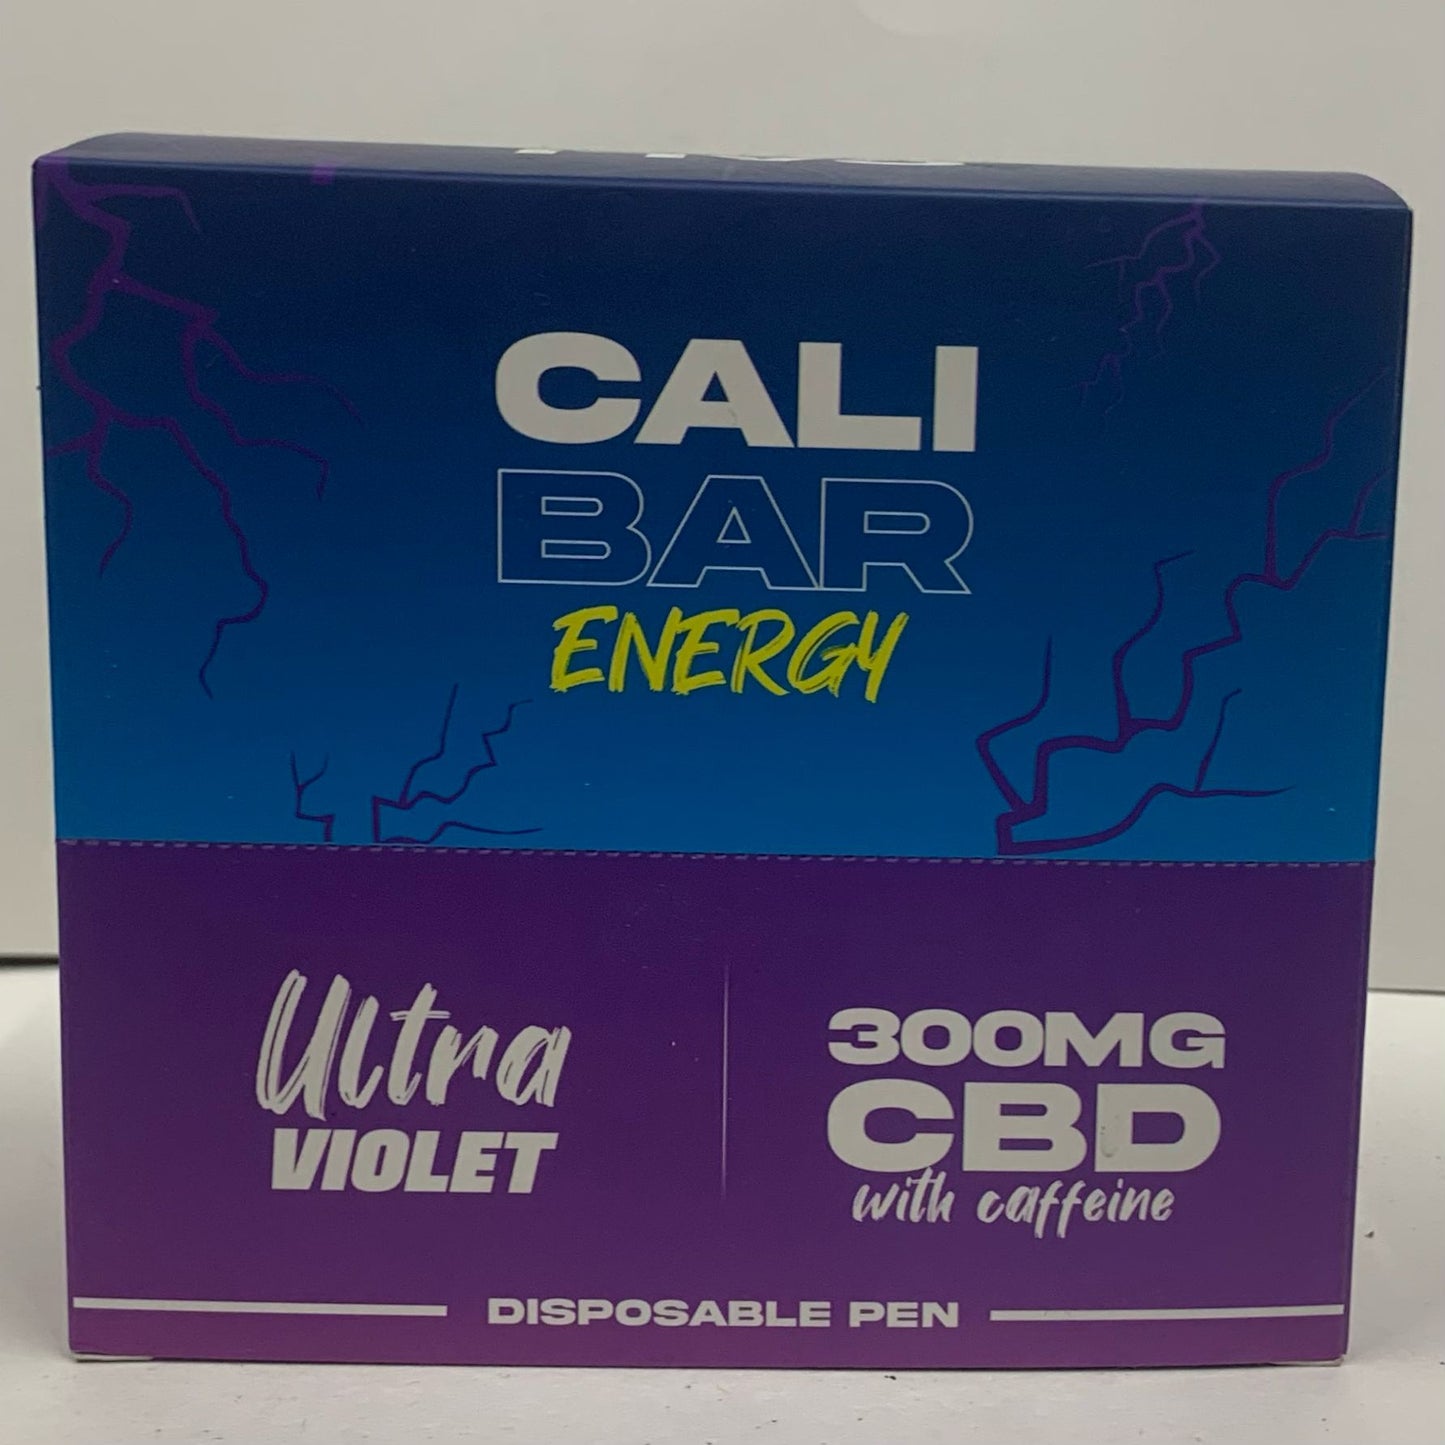 CALI
BAR
ENERGY
Ultra
VIOLET
300MG
CBD
with caffeine
DISPOSABLE PEN